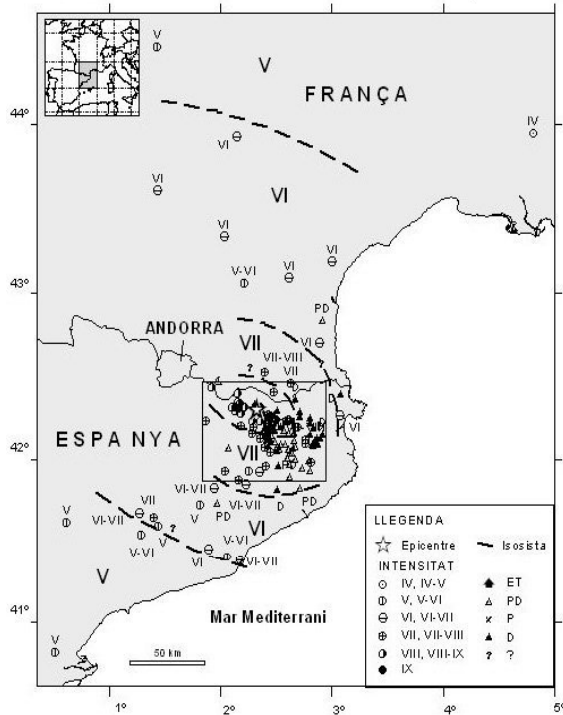 V
V
FRANÇA
44°
IV
VI
VI
VI
VI
VI
V-VI
VI
43°
PD
ANDORRA
VII
VI
VII-VIII
?
D
VI
42°
ESPANYA
VII
VI-VII
VII
VI-VII
V
PD
VI-VII
D
PD
VI
V
VI-VII
V-VI
?
V
V-VI
VI
VI-VII
V
41°
Mar Mediterrani
V
50 km
LLEGENDA
Epicentre
Isosista
INTENSITAT
IV, IV-V
ET
V, V-VI
PD
VI, VI-VII
P
VII, VII-VIII
D
VIII, VIII-IX
? ?
IX
1° 2° 3° 4° 5°